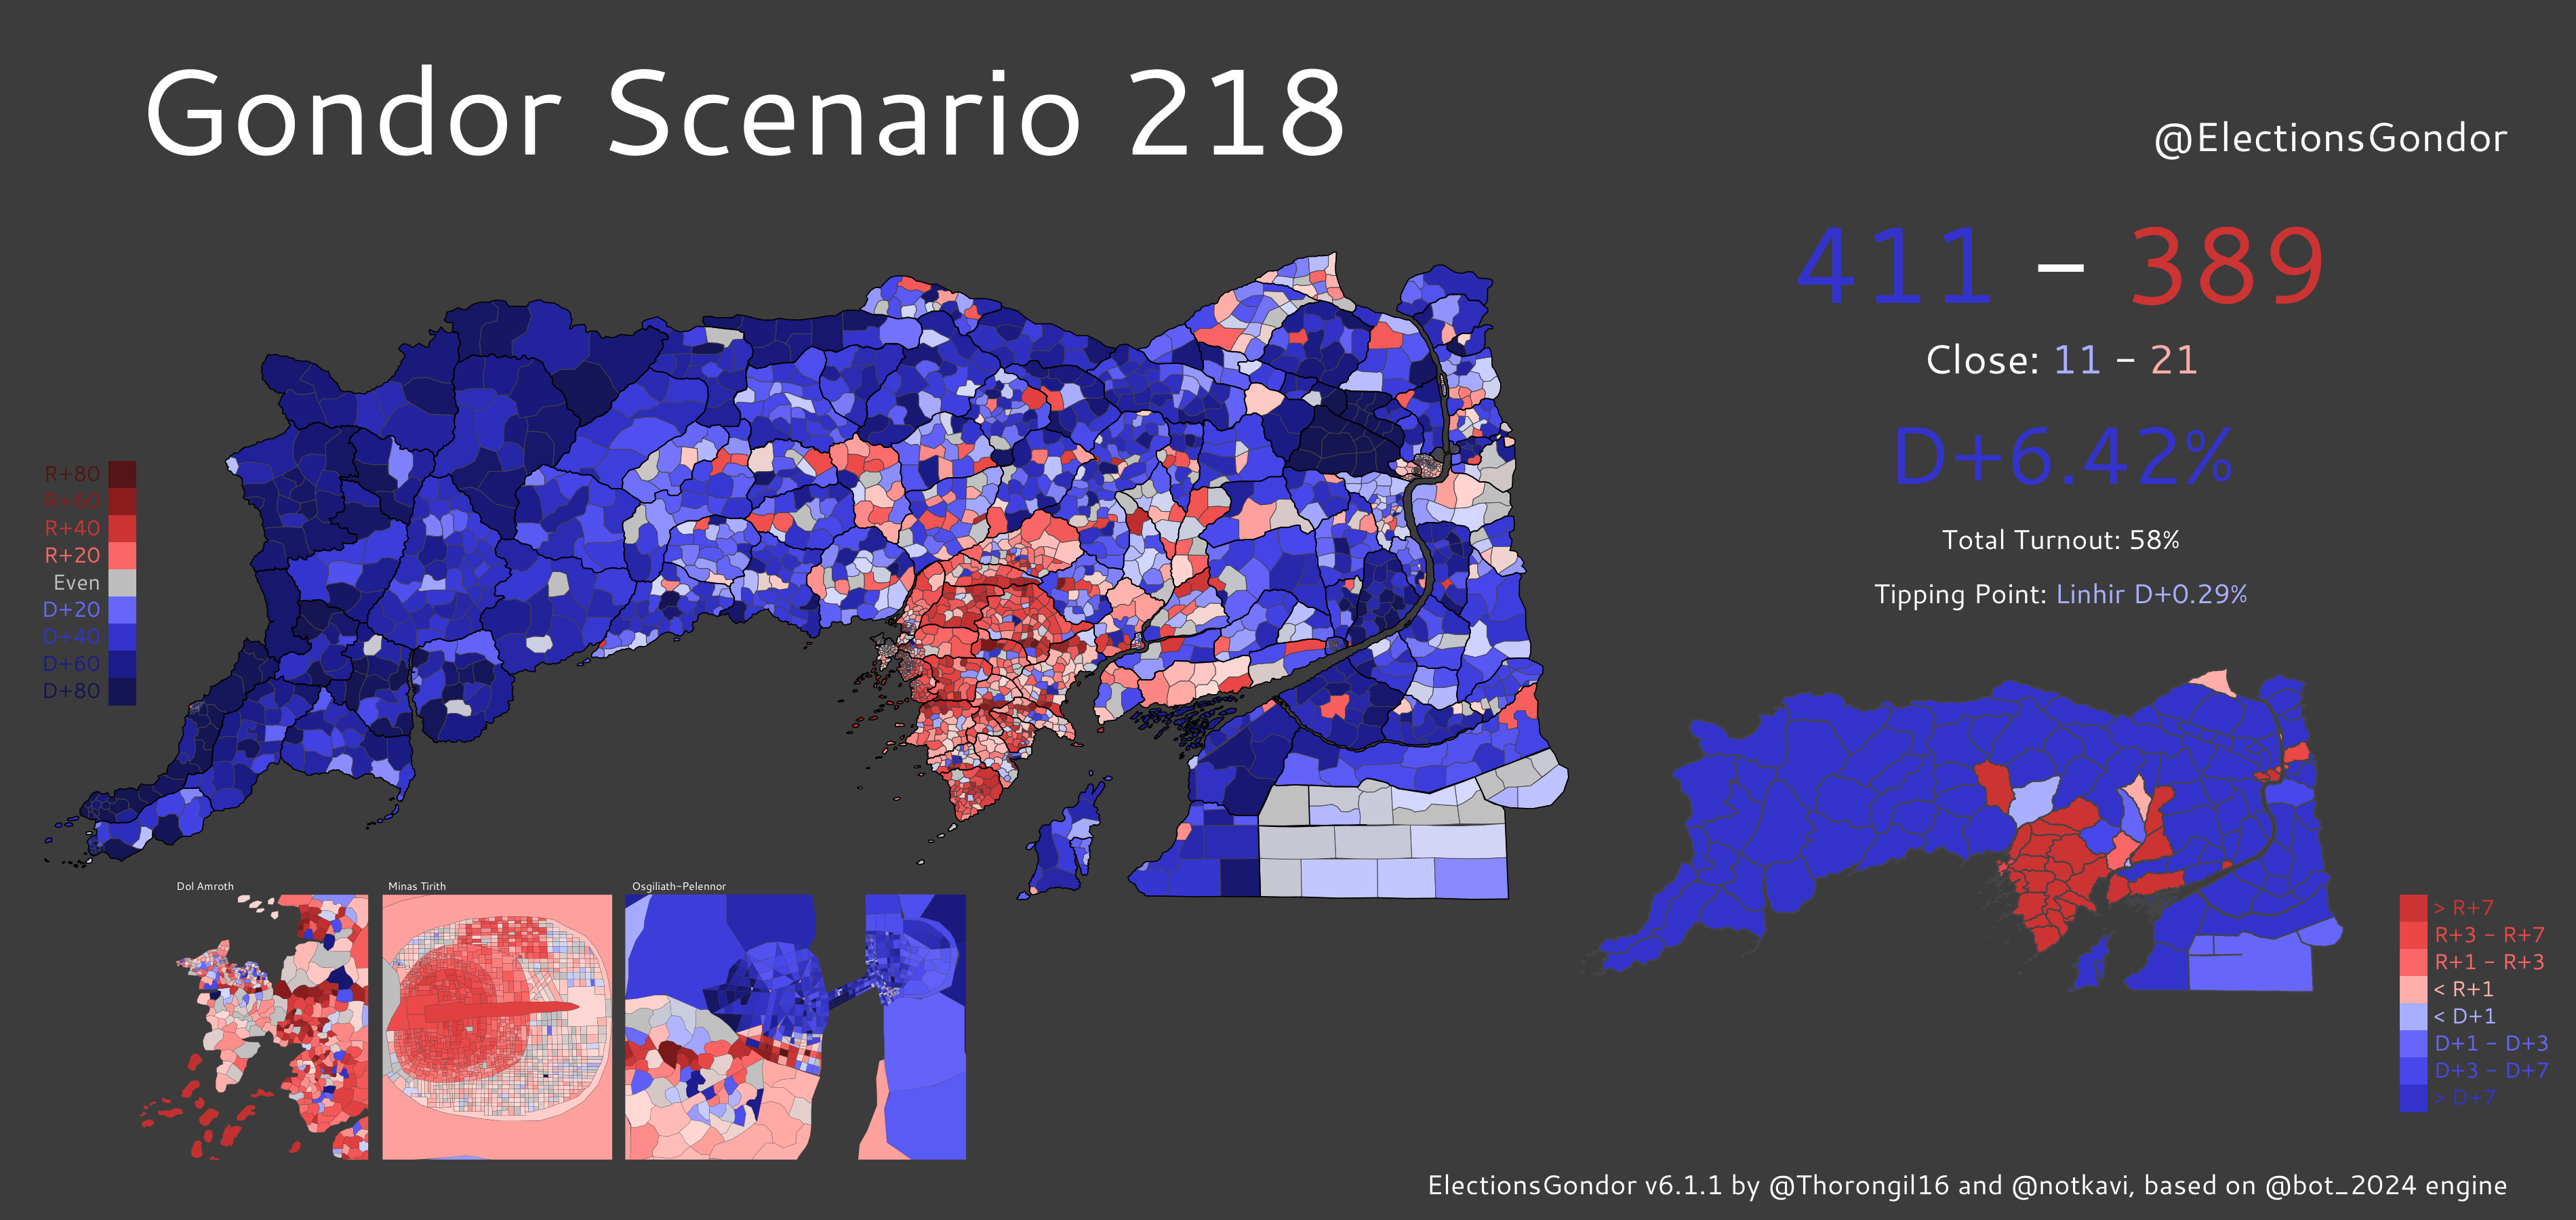 Gondor Scenario 218
@ElectionsGondor
411 – 389
Close: 11 – 21
D+6.42%
Total Turnout: 58%
Tipping Point: Linhir D+0.29%
R+80
R+60
R+40
R+20
Even
D+20
D+40
D+60
D+80
Dol Amroth
Minas Tirith
Osgiliath-Pelennor
> R+7
R+3 - R+7
R+1 - R+3
< R+1
< D+1
D+1 - D+3
D+3 - D+7
> D+7
ElectionsGondor v6.1.1 by @Thorongil16 and @notkavi, based on @bot_2024 engine